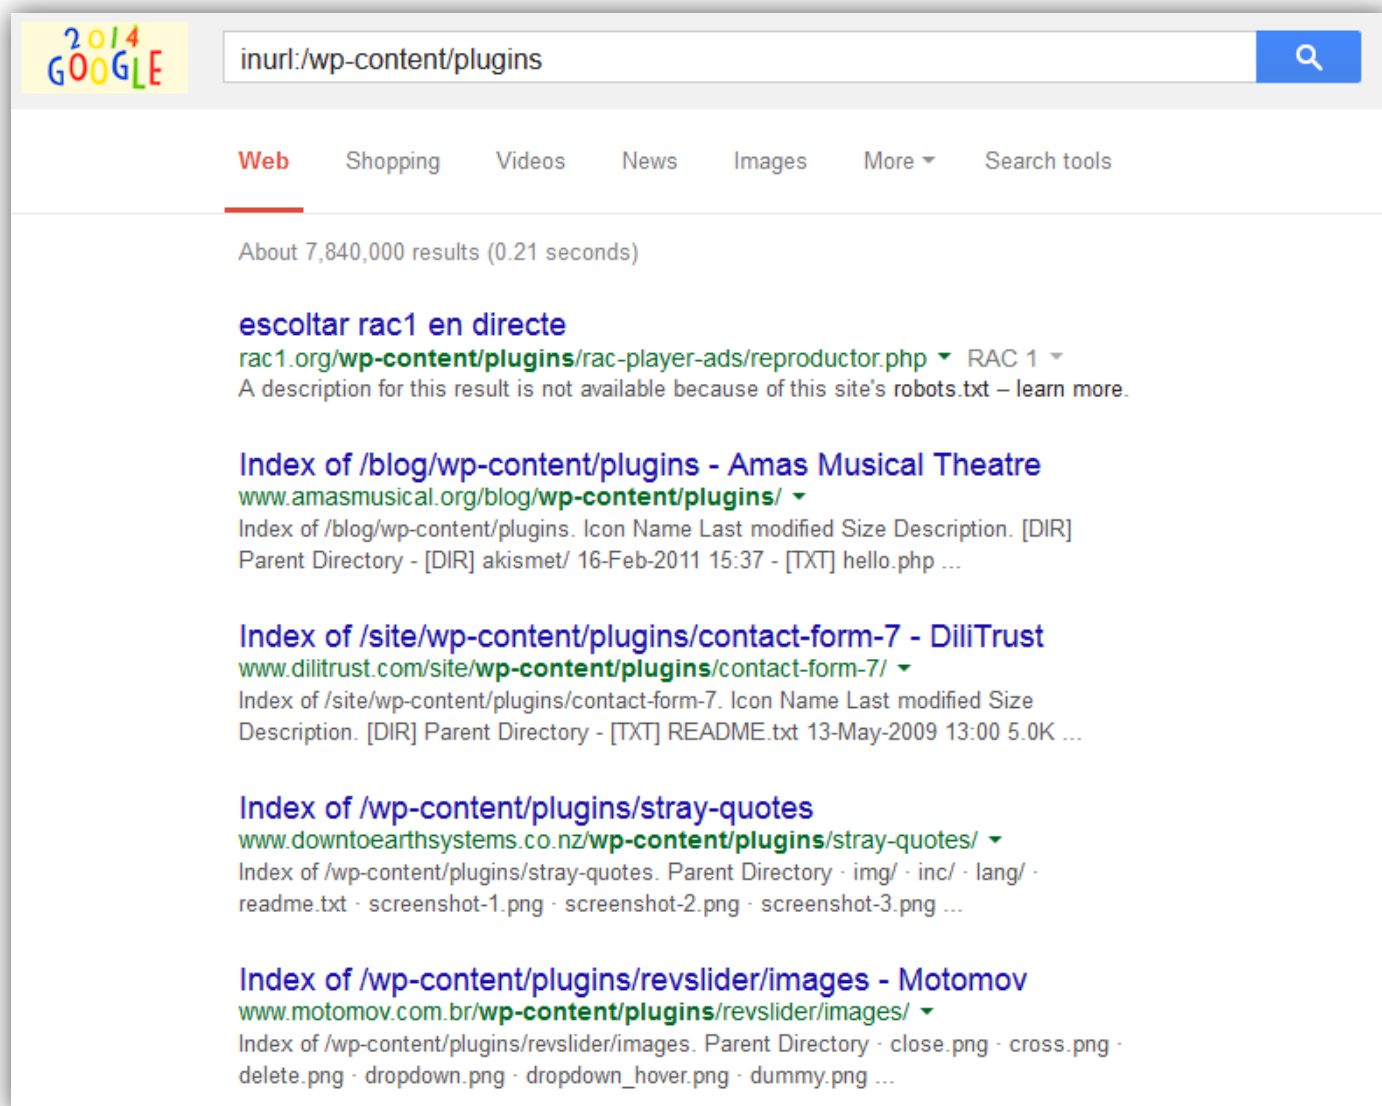 2014
GOOGLE
inurl:/wp-content/plugins
Web Shopping Videos News Images More Search tools
About 7,840,000 results (0.21 seconds)
escoltar rac1 en directe
rac1.org/wp-content/plugins/rac-player-ads/reproductor.php RAC 1
A description for this result is not available because of this site's robots.txt – learn more.
Index of /blog/wp-content/plugins - Amas Musical Theatre
www.amasmusical.org/blog/wp-content/plugins/
Index of /blog/wp-content/plugins. Icon Name Last modified Size Description. [DIR]
Parent Directory - [DIR] akismet/ 16-Feb-2011 15:37 - [TXT] hello.php ...
Index of /site/wp-content/plugins/contact-form-7 - DiliTrust
www.dilitrust.com/site/wp-content/plugins/contact-form-7/
Index of /site/wp-content/plugins/contact-form-7. Icon Name Last modified Size
Description. [DIR] Parent Directory - [TXT] README.txt 13-May-2009 13:00 5.0K ...
Index of /wp-content/plugins/stray-quotes
www.downtoearthsystems.co.nz/wp-content/plugins/stray-quotes/
Index of /wp-content/plugins/stray-quotes. Parent Directory · img/ · inc/ · lang/ ·
readme.txt · screenshot-1.png · screenshot-2.png · screenshot-3.png ...
Index of /wp-content/plugins/revslider/images - Motomov
www.motomov.com.br/wp-content/plugins/revslider/images/
Index of /wp-content/plugins/revslider/images. Parent Directory · close.png · cross.png ·
delete.png · dropdown.png · dropdown_hover.png · dummy.png ...